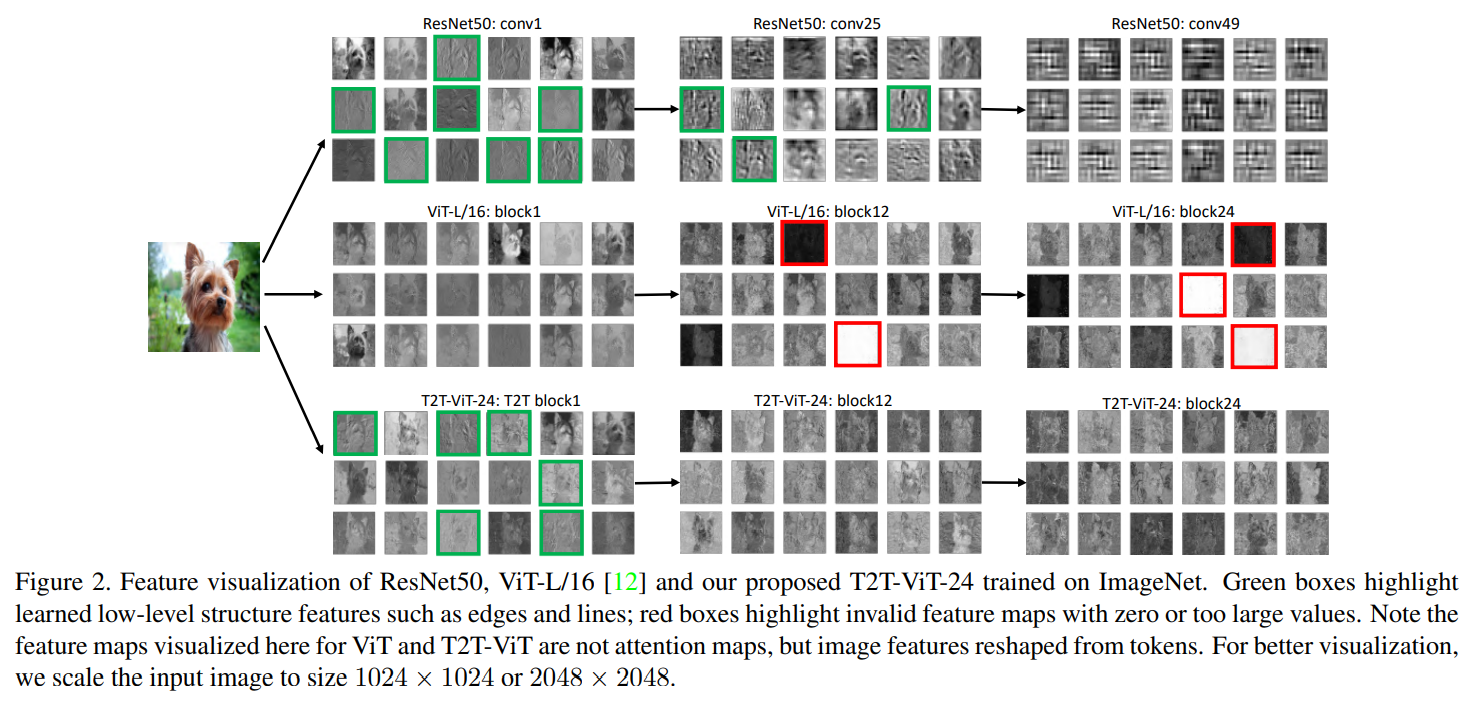 ResNet50: conv1
ResNet50: conv25
ResNet50: conv49
ViT-L/16: block1
ViT-L/16: block12
ViT-L/16: block24
T2T-ViT-24: T2T block1
T2T-ViT-24: block12
T2T-ViT-24: block24
Figure 2. Feature visualization of ResNet50, ViT-L/16 [12] and our proposed T2T-ViT-24 trained on ImageNet. Green boxes highlight
learned low-level structure features such as edges and lines; red boxes highlight invalid feature maps with zero or too large values. Note the
feature maps visualized here for ViT and T2T-ViT are not attention maps, but image features reshaped from tokens. For better visualization,
we scale the input image to size 1024 × 1024 or 2048 × 2048.